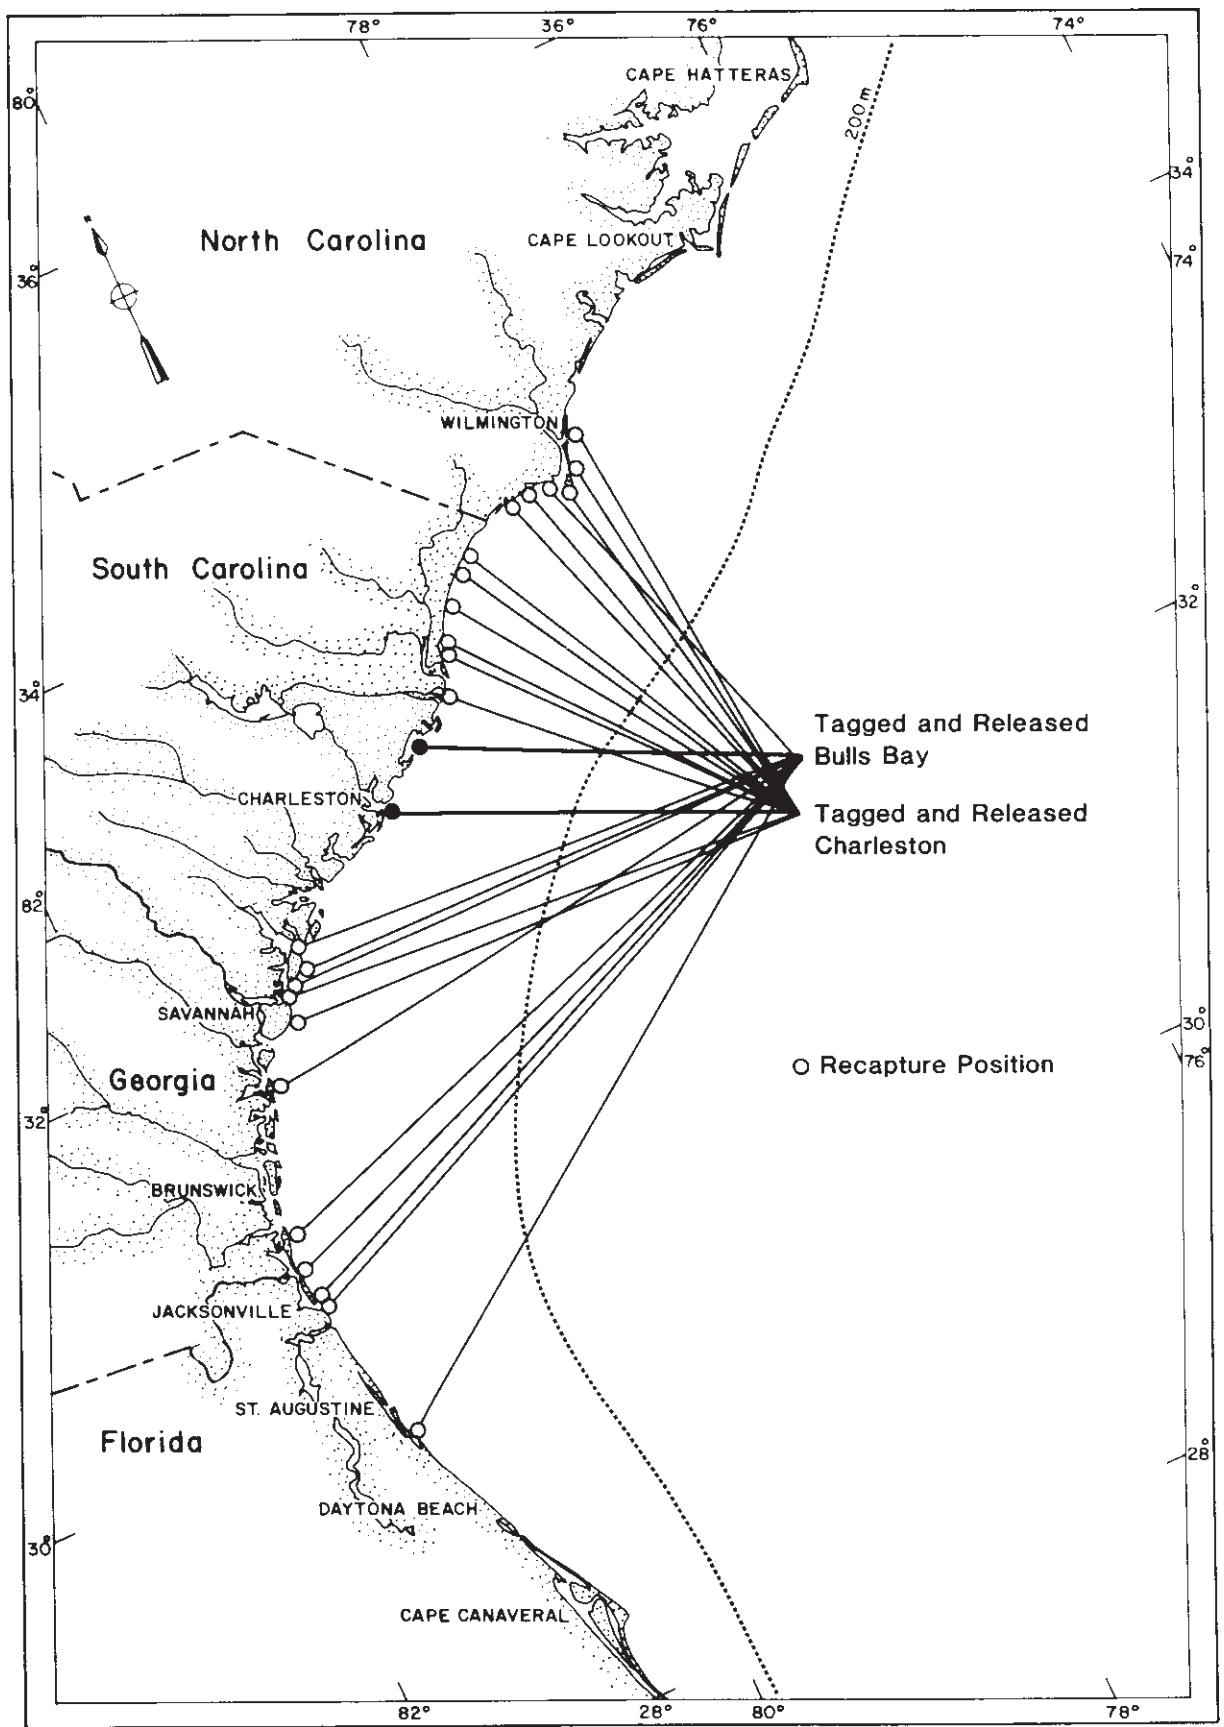 78° 36° 76° 74°
CAPE HATTERAS
80°
200 m
34°
North Carolina
CAPE LOOKOUT
74°
36°
WILMINGTON
South Carolina
32°
34°
Tagged and Released
Bulls Bay
CHARLESTON
Tagged and Released
Charleston
82°
SAVANNAH
30°
Recapture Position
76°
Georgia
32°
BRUNSWICK
JACKSONVILLE
ST. AUGUSTINE
Florida
28°
DAYTONA BEACH
30°
CAPE CANAVERAL
82° 28° 80° 78°